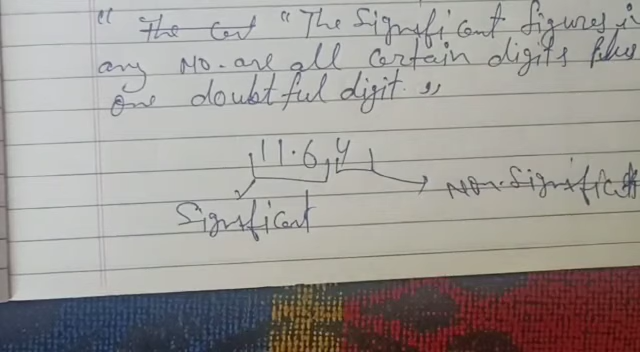 " The Cert "The Significant figures in
any No. are all Certain digits Plus
one doubtful digit."
11.6,4
Significant Non-Significant